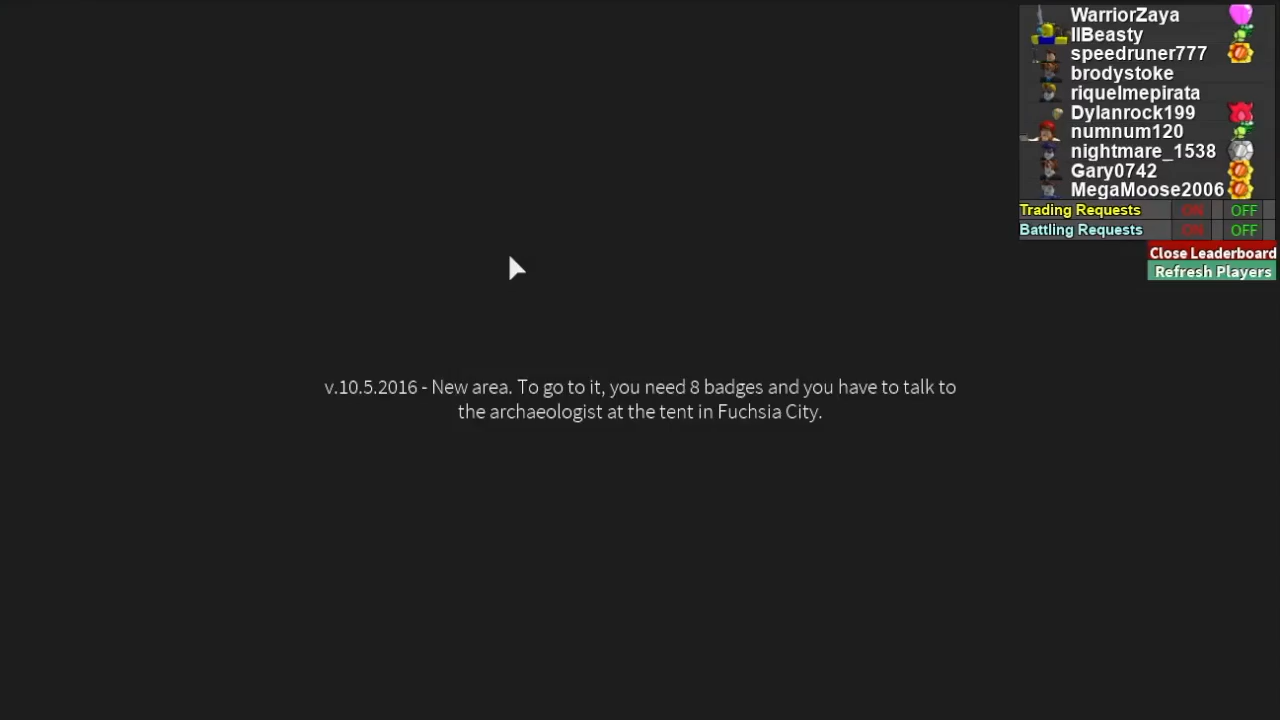 WarriorZaya
IIBeasty
speedruner777
brodystoke
riquelmepirata
Dylanrock199
numnum120
nightmare_1538
Gary0742
MegaMoose2006
Trading Requests ON OFF
Battling Requests ON OFF
Close Leaderboard
Refresh Players
v.10.5.2016 - New area. To go to it, you need 8 badges and you have to talk to
the archaeologist at the tent in Fuchsia City.